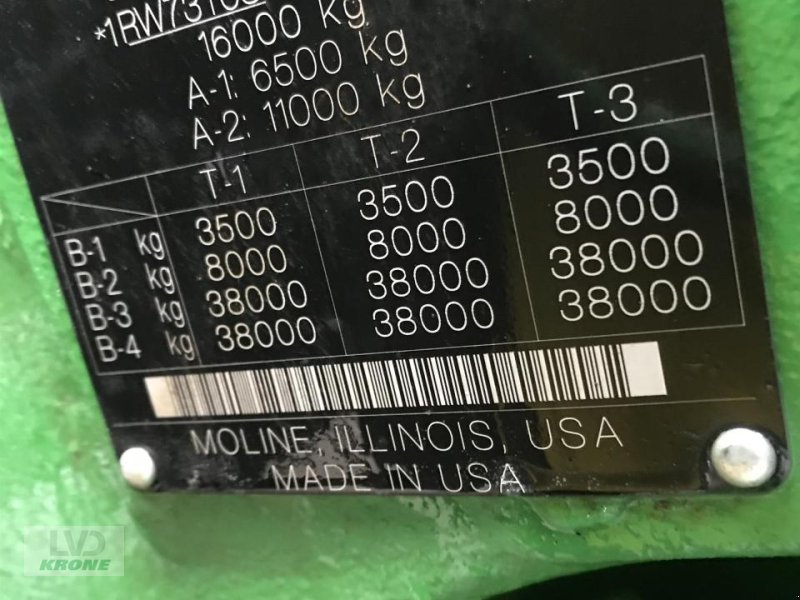 16000 kg
A-1: 6500 kg
A-2: 11000 kg
T-1 T-2 T-3
B-1 kg 3500 3500 3500
B-2 kg 8000 8000 8000
B-3 kg 38000 38000 38000
B-4 kg 38000 38000 38000
MOLINE, ILLINOIS, USA
MADE IN USA
LVD
KRONE